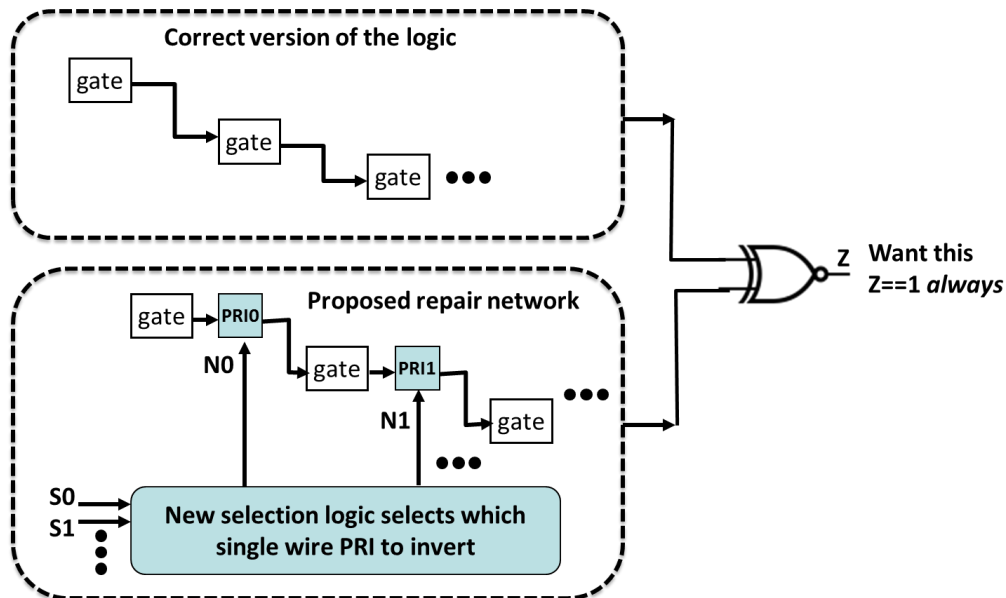 Correct version of the logic
gate
gate
gate
Z
Want this
Z==1 always
Proposed repair network
gate
PRI0
N0
gate
PRI1
N1
gate
S0
S1
New selection logic selects which
single wire PRI to invert